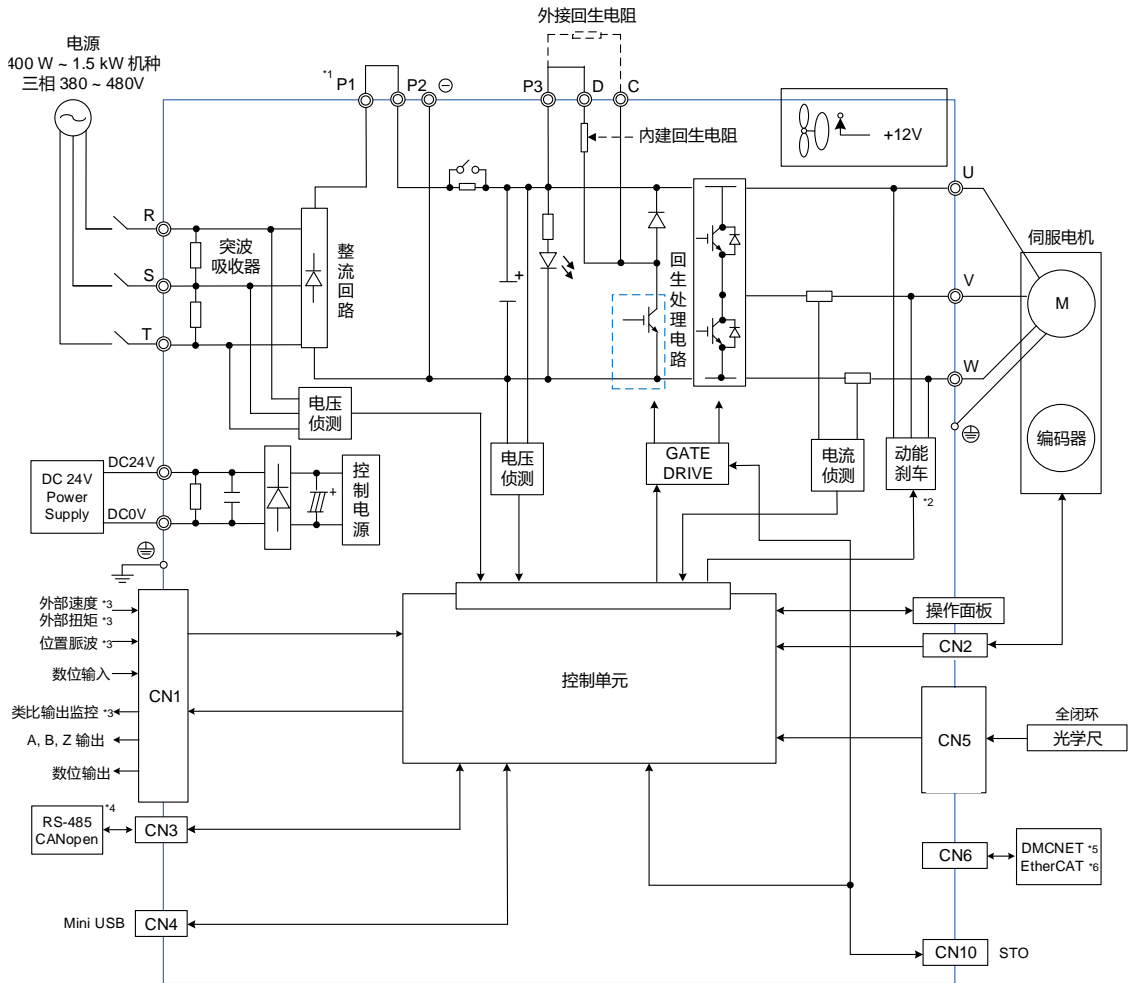 外接回生电阻
电源
400 W ~ 1.5 kW 机种
三相 380 ~ 480V
*1 P1
P2 ⊖
P3
D
C
内建回生电阻
+12V
R
S
T
突波
吸收器
整流回路
+
回生处理电路
U
V
W
伺服电机
M
编码器
电压
侦测
电压
侦测
GATE
DRIVE
电流
侦测
动能
刹车
*2
DC24V
DC0V
DC 24V
Power
Supply
+
控制电源
外部速度 *3
外部扭矩 *3
位置脉波 *3
数位输入
类比输出监控 *3
A, B, Z 输出
数位输出
CN1
控制单元
操作面板
CN2
CN5
全闭环
光学尺
RS-485
CANopen
*4
CN3
CN6
DMCNET *5
EtherCAT *6
Mini USB
CN4
CN10
STO